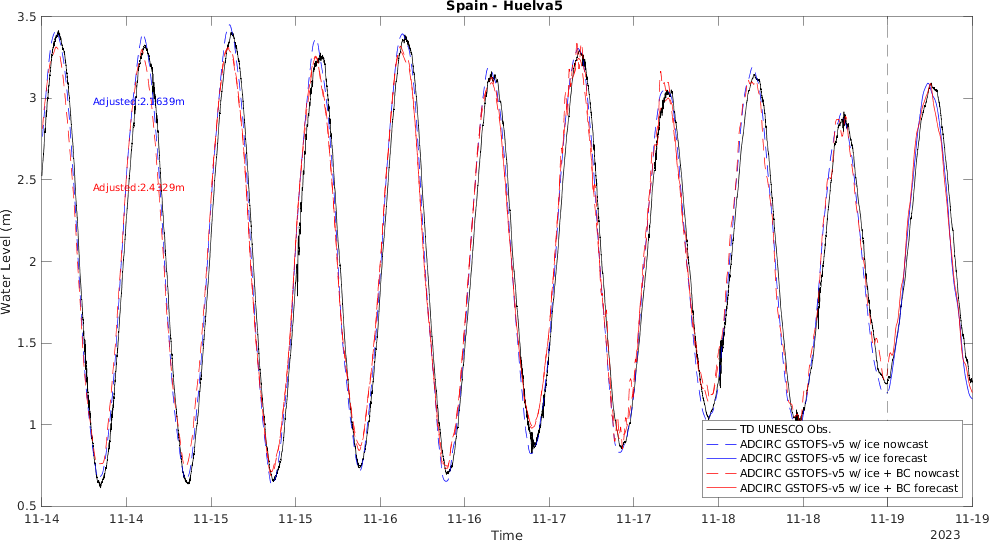 Spain - Huelva5
3.5
3
2.5
2
1.5
1
0.5
Water Level (m)
Adjusted:2.1639m
Adjusted:2.4329m
TD UNESCO Obs.
ADCIRC GSTOFS-v5 w/ ice nowcast
ADCIRC GSTOFS-v5 w/ ice forecast
ADCIRC GSTOFS-v5 w/ ice + BC nowcast
ADCIRC GSTOFS-v5 w/ ice + BC forecast
11-14 11-14 11-15 11-15 11-16 11-16 11-17 11-17 11-18 11-18 11-19 11-19
Time
2023